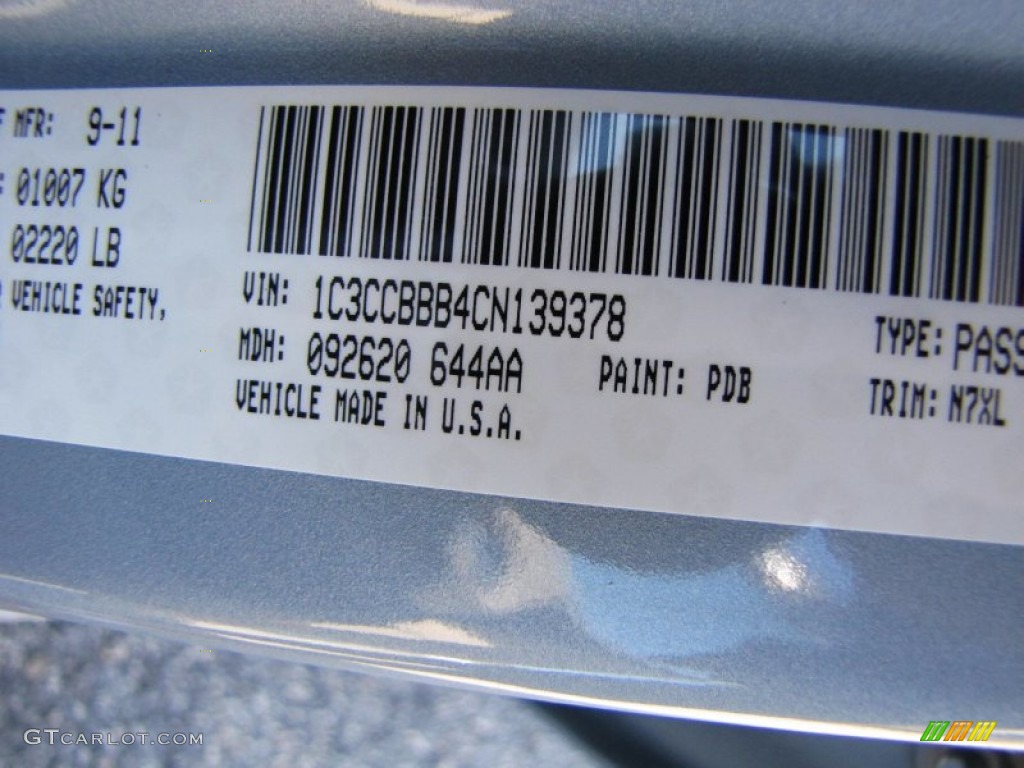 MFR: 9-11
01007 KG
02220 LB
VEHICLE SAFETY,
VIN: 1C3CCBBB4CN139378
MDH: 092620 644AA
PAINT: PDB
VEHICLE MADE IN U.S.A.
TYPE: PASS
TRIM: N7XL
GTCARLOT.COM